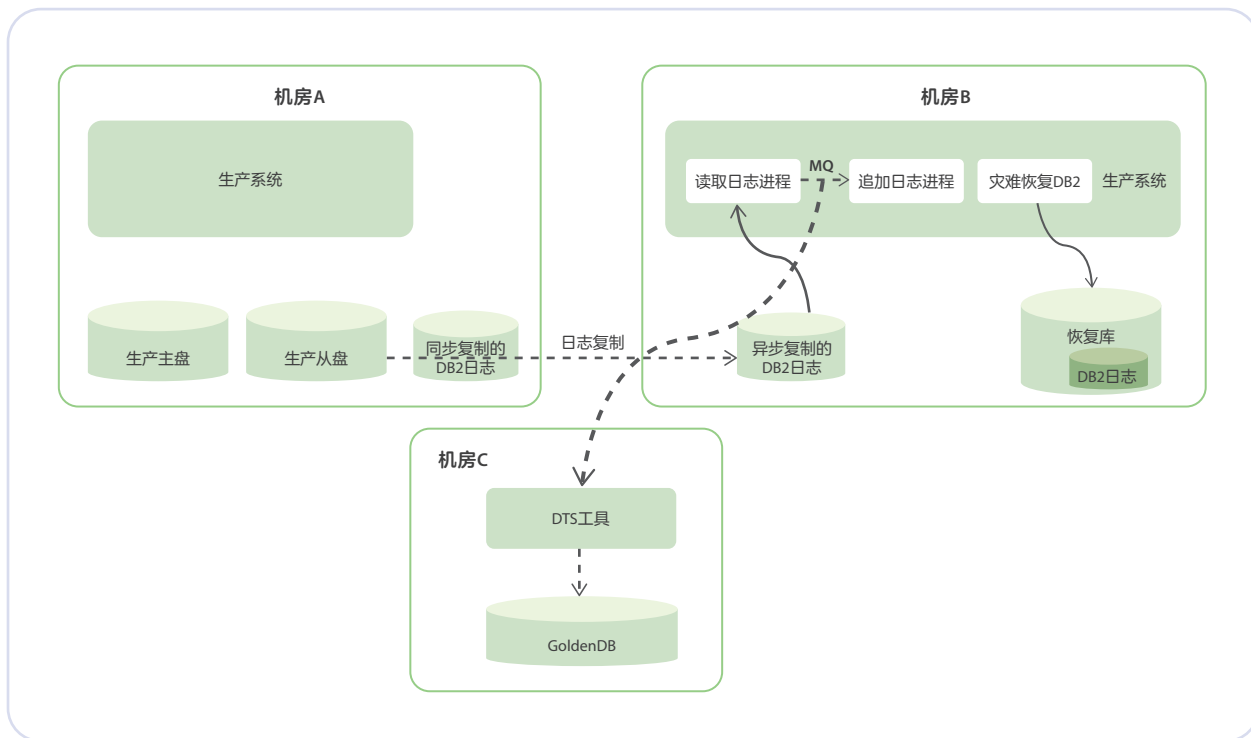 机房A
生产系统
生产主盘
生产从盘
同步复制的
DB2日志
日志复制
机房B
读取日志进程
MQ
追加日志进程
灾难恢复DB2
生产系统
异步复制的
DB2日志
恢复库
DB2日志
机房C
DTS工具
GoldenDB